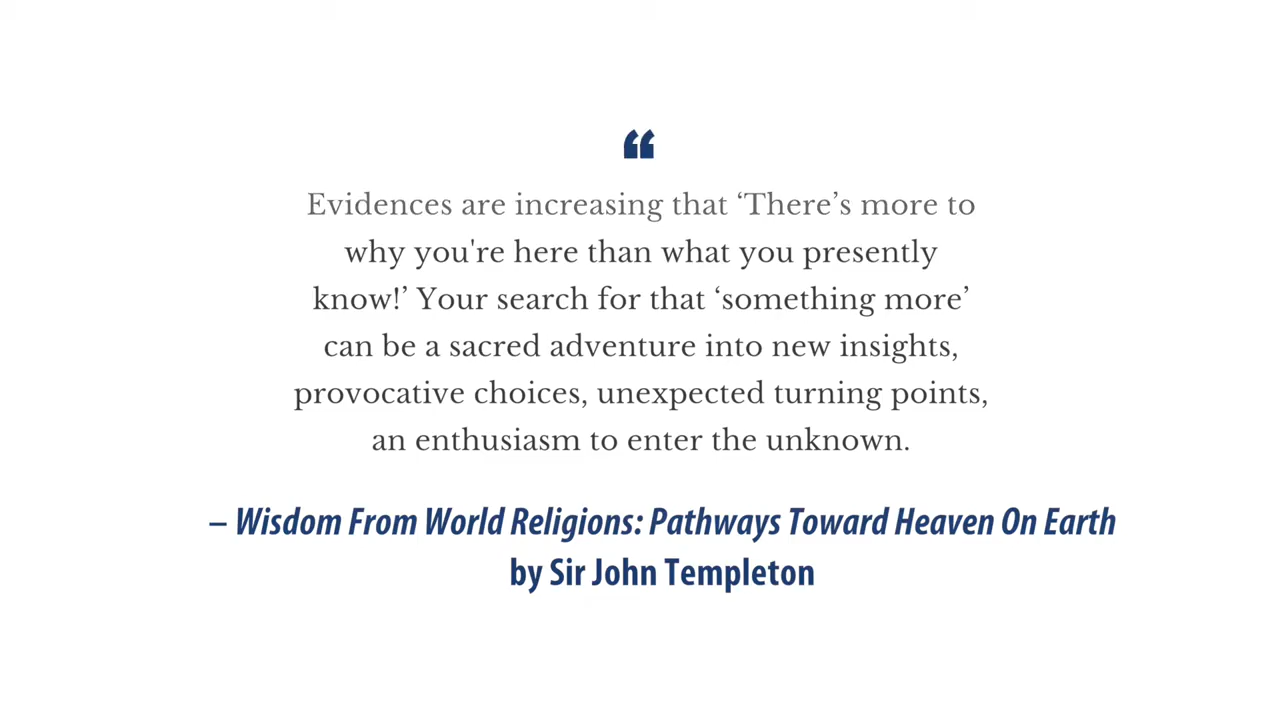 “
Evidences are increasing that ‘There’s more to
why you're here than what you presently
know!’ Your search for that ‘something more’
can be a sacred adventure into new insights,
provocative choices, unexpected turning points,
an enthusiasm to enter the unknown.
– Wisdom From World Religions: Pathways Toward Heaven On Earth
by Sir John Templeton